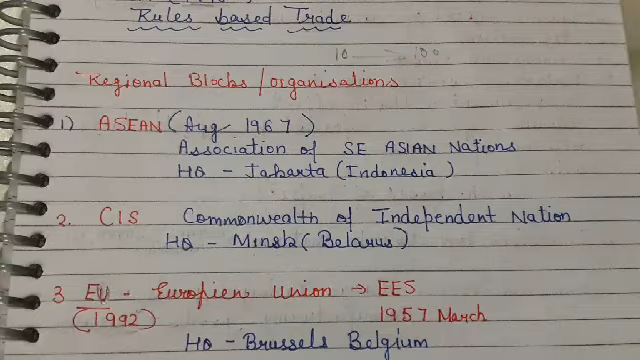 Rules based Trade
10 100
Regional Blocks/organisations
1) ASEAN (Aug 1967)
Association of SE ASIAN Nations
HQ - Jakarta (Indonesia)
2. CIS Commonwealth of Independent Nation
HQ - Minsk (Belarus)
3 EU - Europien Union → EES
(1992) 1957 March
HQ - Brussels Belgium